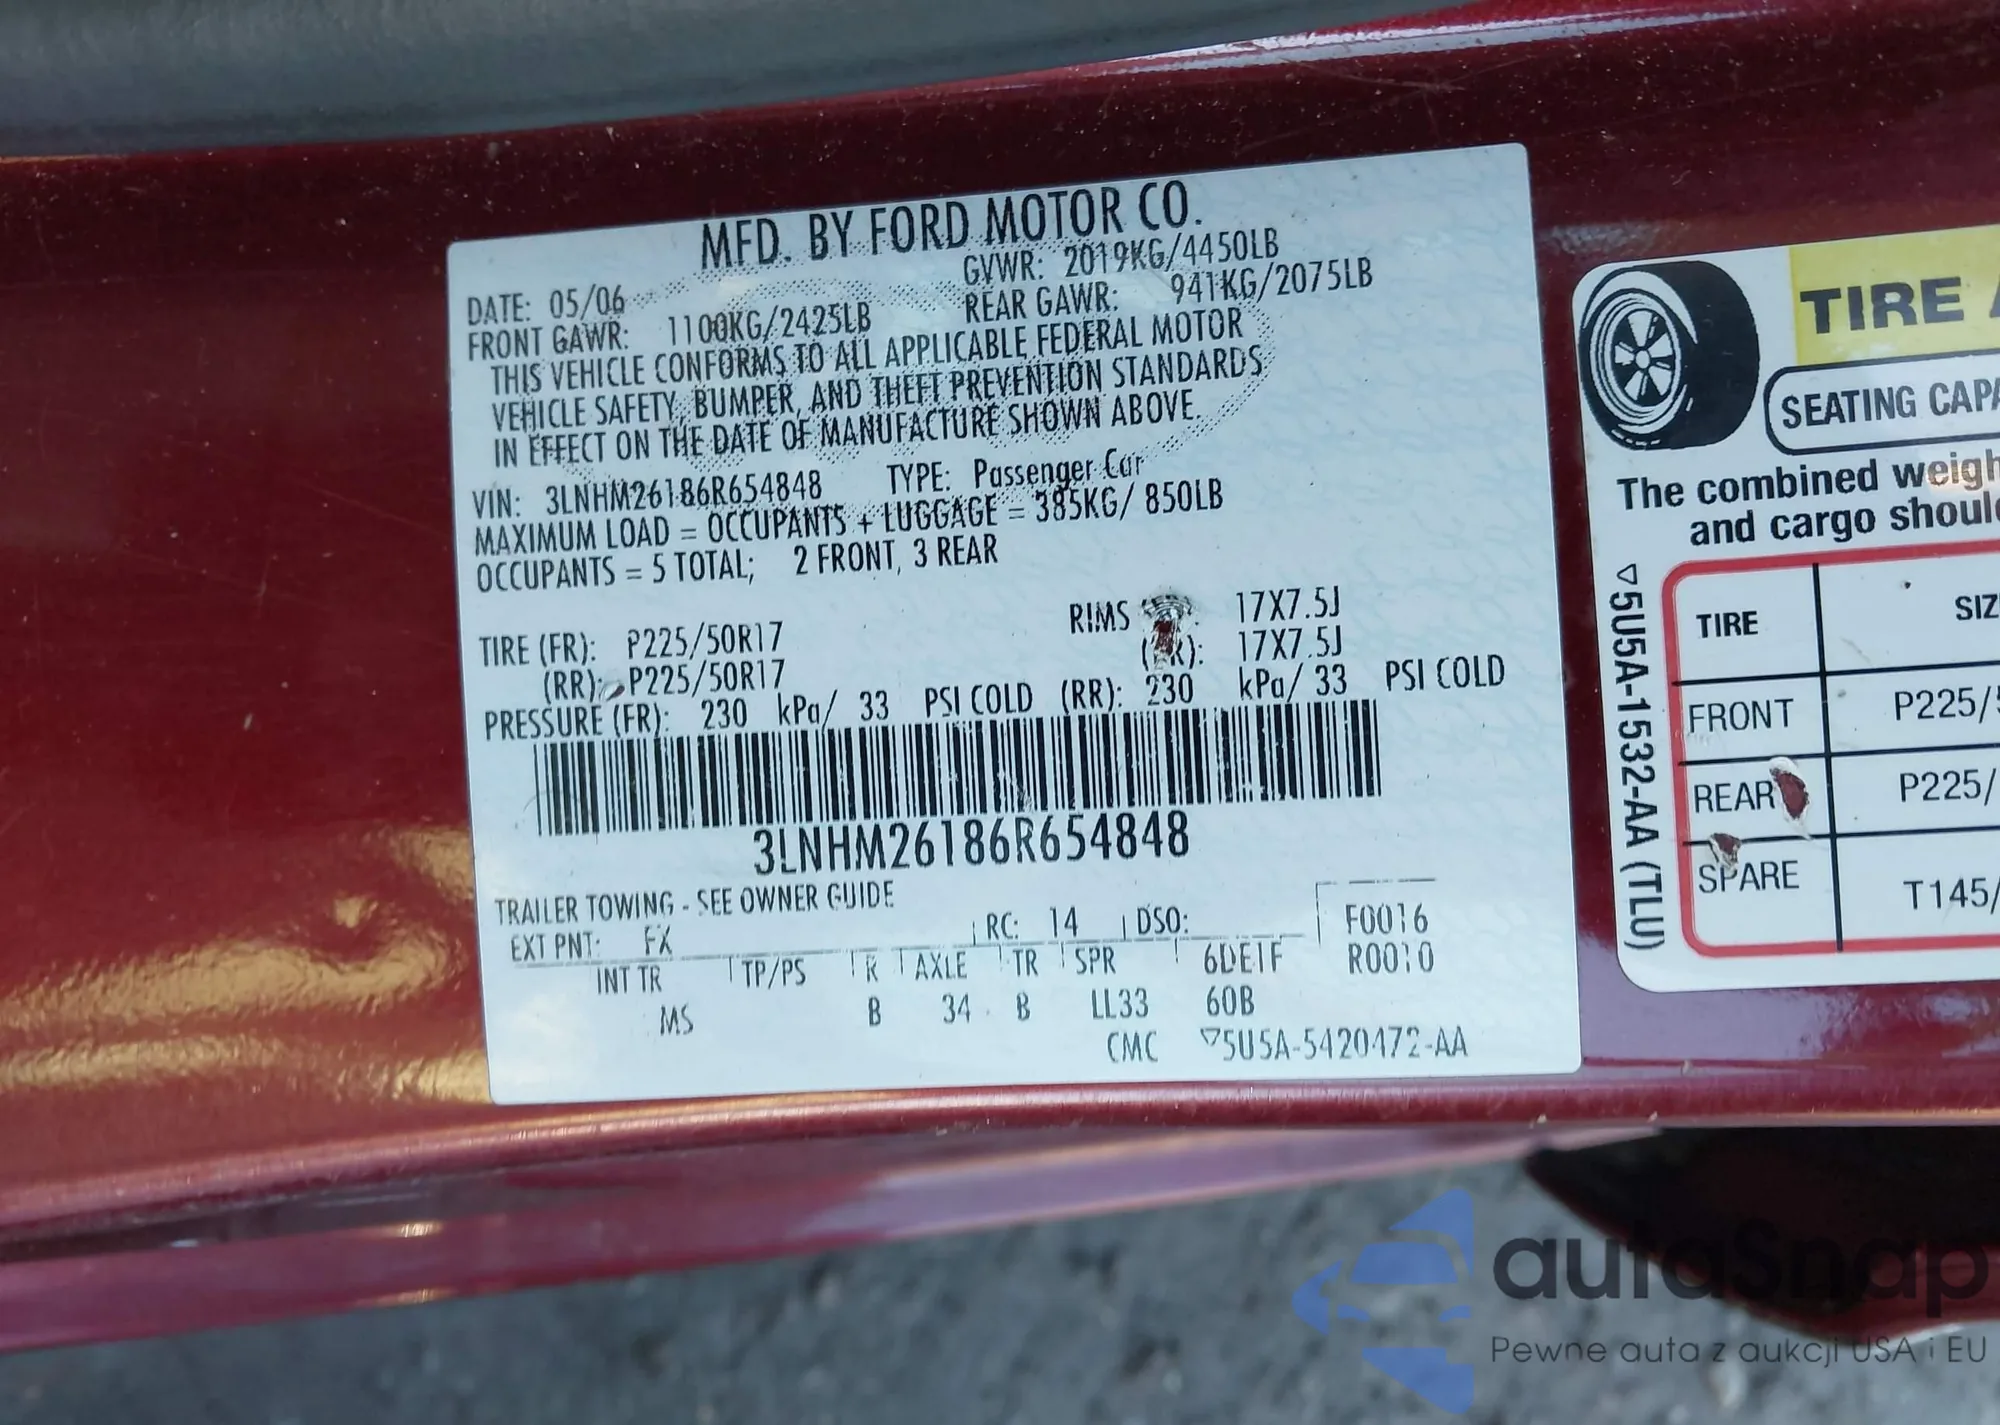 MFD. BY FORD MOTOR CO.
DATE: 05/06 GVWR: 2019KG/4450LB
FRONT GAWR: 1100KG/2425LB REAR GAWR: 941KG/2075LB
THIS VEHICLE CONFORMS TO ALL APPLICABLE FEDERAL MOTOR
VEHICLE SAFETY, BUMPER, AND THEFT PREVENTION STANDARDS
IN EFFECT ON THE DATE OF MANUFACTURE SHOWN ABOVE.
VIN: 3LNHM26186R654848 TYPE: Passenger Car
MAXIMUM LOAD = OCCUPANTS + LUGGAGE = 385KG/ 850LB
OCCUPANTS = 5 TOTAL; 2 FRONT, 3 REAR
TIRE (FR): P225/50R17 RIMS 17X7.5J
(RR): P225/50R17 17X7.5J
PRESSURE (FR): 230 kPa/ 33 PSI COLD (RR): 230 kPa/ 33 PSI COLD
3LNHM26186R654848
TRAILER TOWING - SEE OWNER GUIDE
EXT PNT: FX RC: 14 DSO: F0016
INT TR TP/PS R AXLE TR SPR 6DE1F R0010
MS B 34 B LL33 60B
CMC ▽5U5A-5420472-AA
TIRE
SEATING CAPA
The combined weigh
and cargo shoul
▽5U5A-1532-AA (TLU)
TIRE SIZ
FRONT P225/5
REAR P225/
SPARE T145/
autaSnap
Pewne auta z aukcji USA i EU